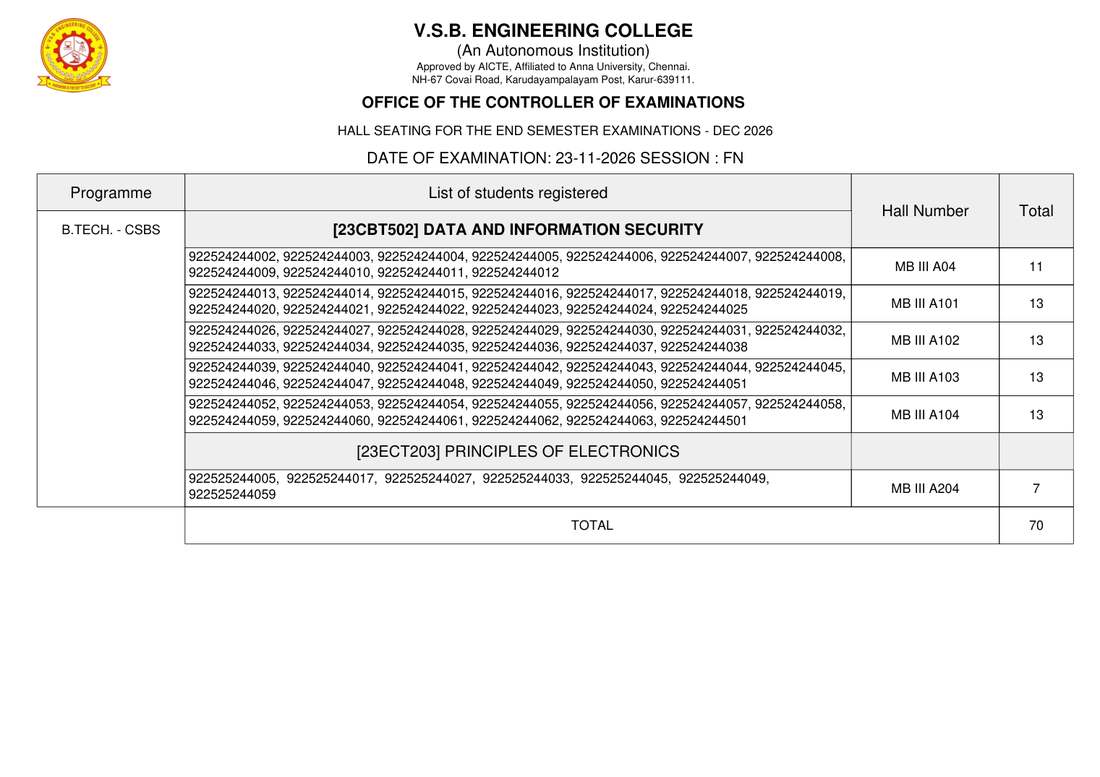 V.S.B. ENGINEERING COLLEGE
(An Autonomous Institution)
Approved by AICTE, Affiliated to Anna University, Chennai.
NH-67 Covai Road, Karudayampalayam Post, Karur-639111.
OFFICE OF THE CONTROLLER OF EXAMINATIONS
HALL SEATING FOR THE END SEMESTER EXAMINATIONS - DEC 2026
DATE OF EXAMINATION: 23-11-2026 SESSION : FN
Programme List of students registered Hall Number Total
B.TECH. - CSBS [23CBT502] DATA AND INFORMATION SECURITY
922524244002, 922524244003, 922524244004, 922524244005, 922524244006, 922524244007, 922524244008,
922524244009, 922524244010, 922524244011, 922524244012
MB III A04 11
922524244013, 922524244014, 922524244015, 922524244016, 922524244017, 922524244018, 922524244019,
922524244020, 922524244021, 922524244022, 922524244023, 922524244024, 922524244025
MB III A101 13
922524244026, 922524244027, 922524244028, 922524244029, 922524244030, 922524244031, 922524244032,
922524244033, 922524244034, 922524244035, 922524244036, 922524244037, 922524244038
MB III A102 13
922524244039, 922524244040, 922524244041, 922524244042, 922524244043, 922524244044, 922524244045,
922524244046, 922524244047, 922524244048, 922524244049, 922524244050, 922524244051
MB III A103 13
922524244052, 922524244053, 922524244054, 922524244055, 922524244056, 922524244057, 922524244058,
922524244059, 922524244060, 922524244061, 922524244062, 922524244063, 922524244501
MB III A104 13
[23ECT203] PRINCIPLES OF ELECTRONICS
922525244005, 922525244017, 922525244027, 922525244033, 922525244045, 922525244049,
922525244059
MB III A204 7
TOTAL 70